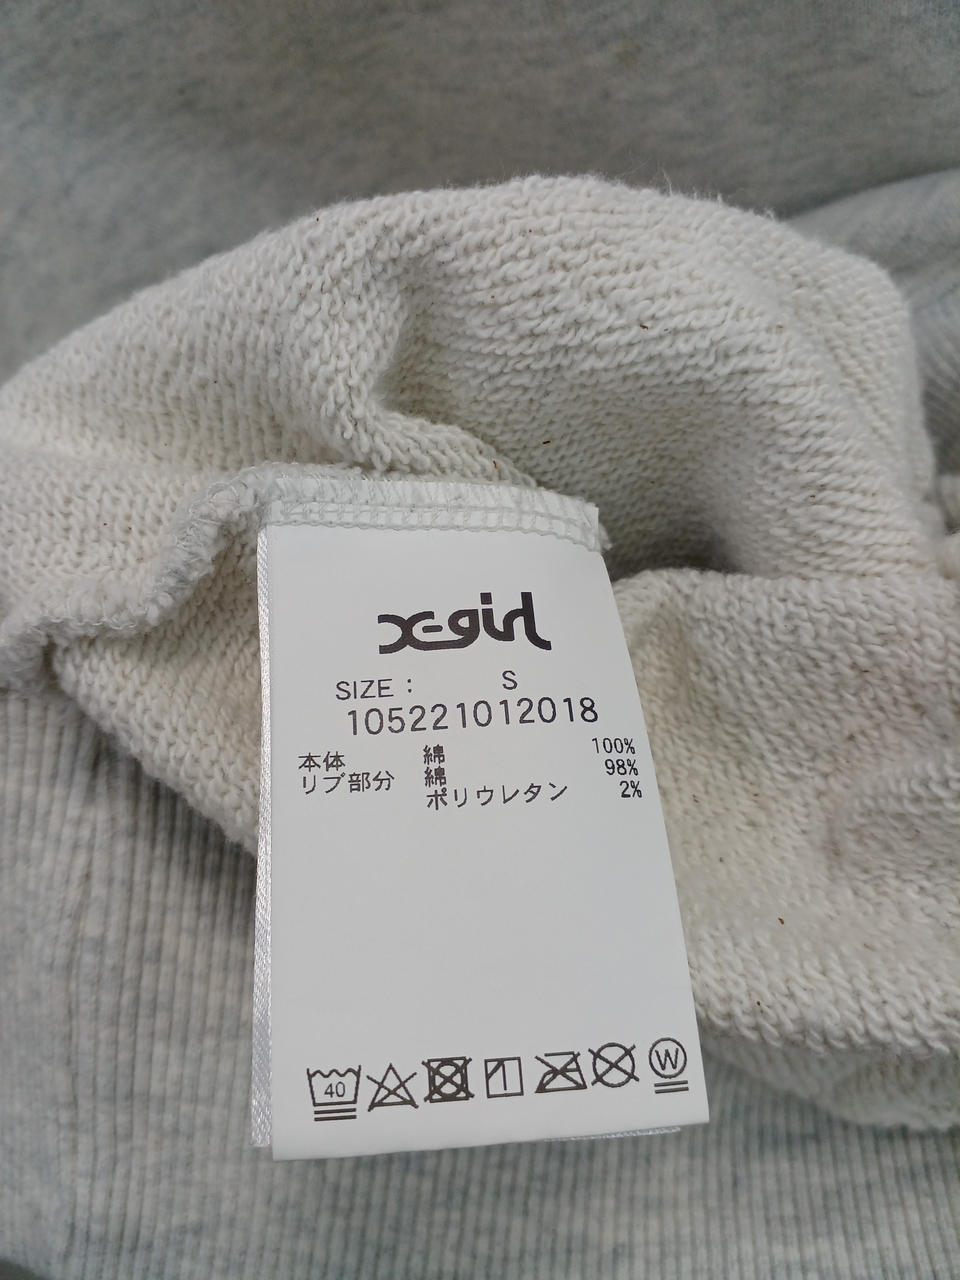 X-girl
SIZE : S
105221012018
本体 綿 100%
リブ部分 綿 98%
ポリウレタン 2%
40 W